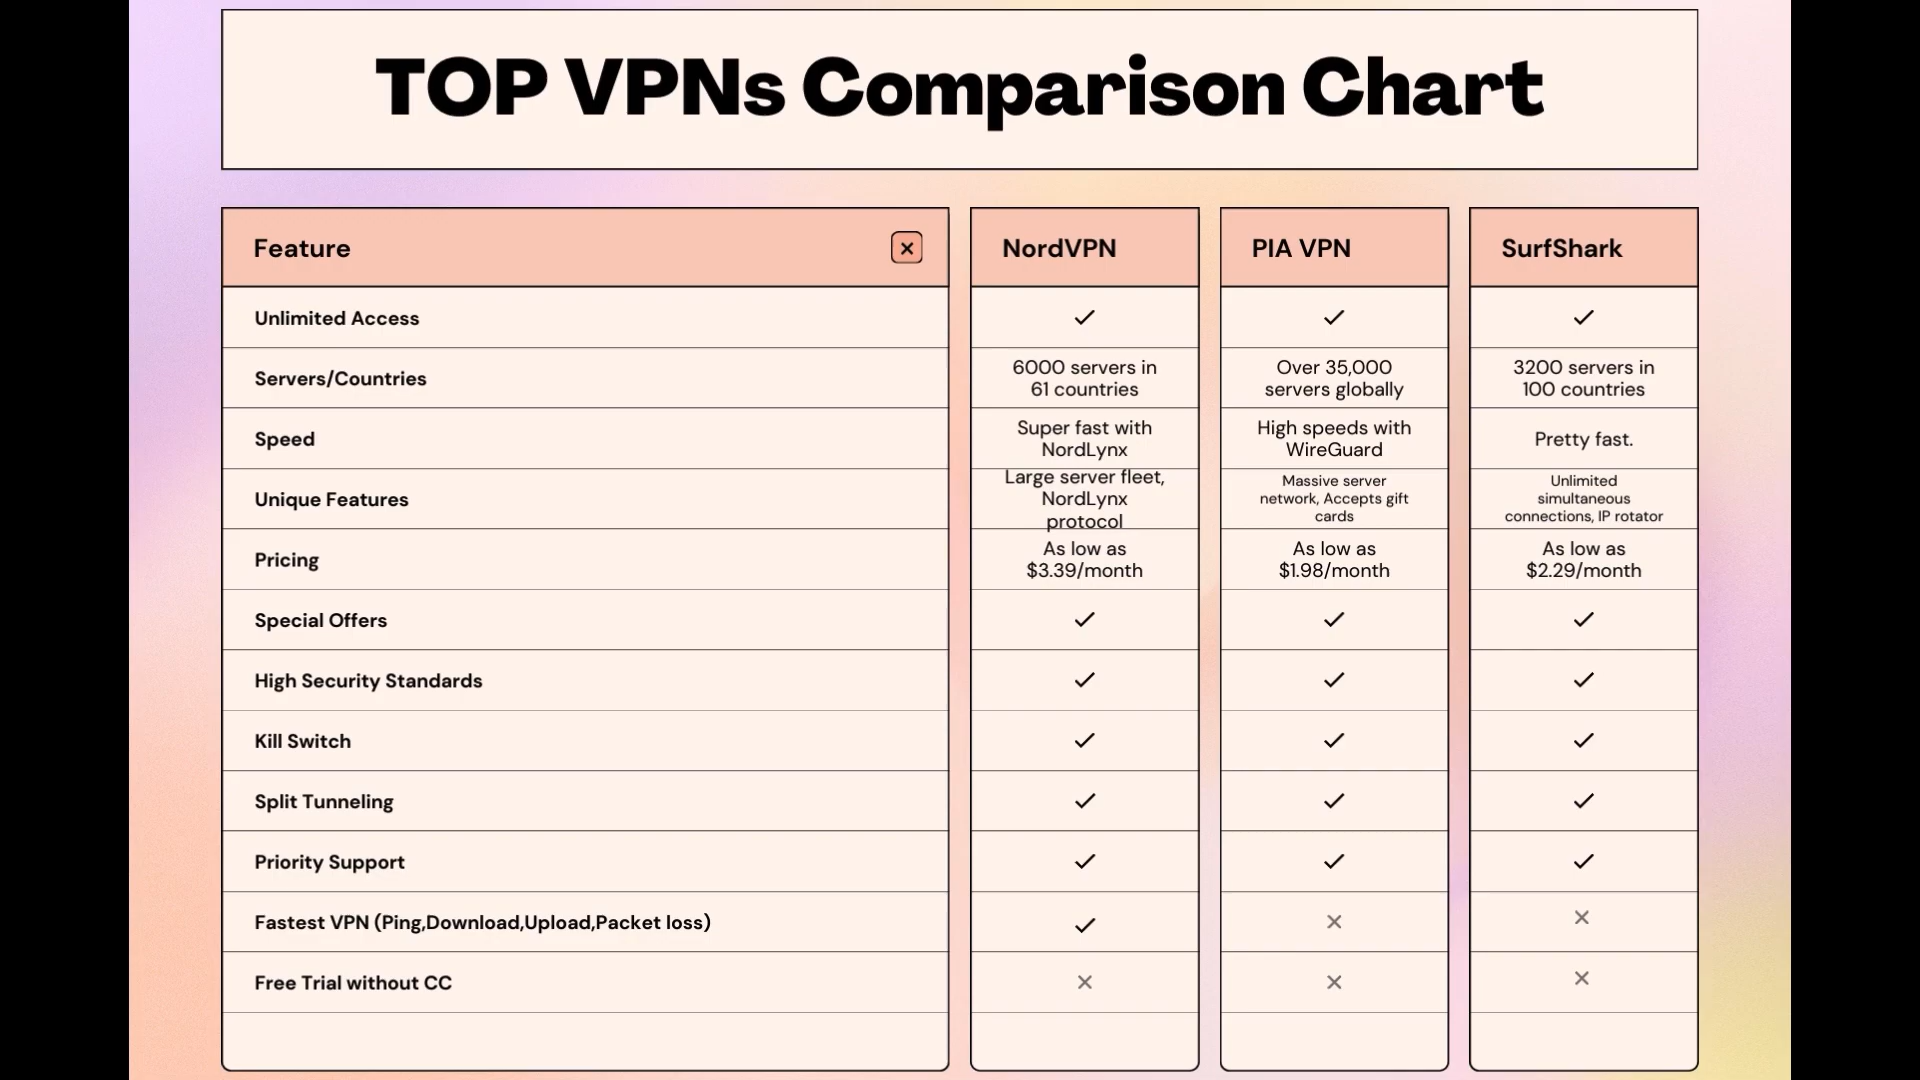 TOP VPNs Comparison Chart
Feature
NordVPN
PIA VPN
SurfShark
Unlimited Access
✓
✓
✓
Servers/Countries
6000 servers in
61 countries
Over 35,000
servers globally
3200 servers in
100 countries
Speed
Super fast with
NordLynx
High speeds with
WireGuard
Pretty fast.
Unique Features
Large server fleet,
NordLynx
protocol
Massive server
network, Accepts gift
cards
Unlimited
simultaneous
connections, IP rotator
Pricing
As low as
$3.39/month
As low as
$1.98/month
As low as
$2.29/month
Special Offers
✓
✓
✓
High Security Standards
✓
✓
✓
Kill Switch
✓
✓
✓
Split Tunneling
✓
✓
✓
Priority Support
✓
✓
✓
Fastest VPN (Ping,Download,Upload,Packet loss)
✓
✕
✕
Free Trial without CC
✕
✕
✕